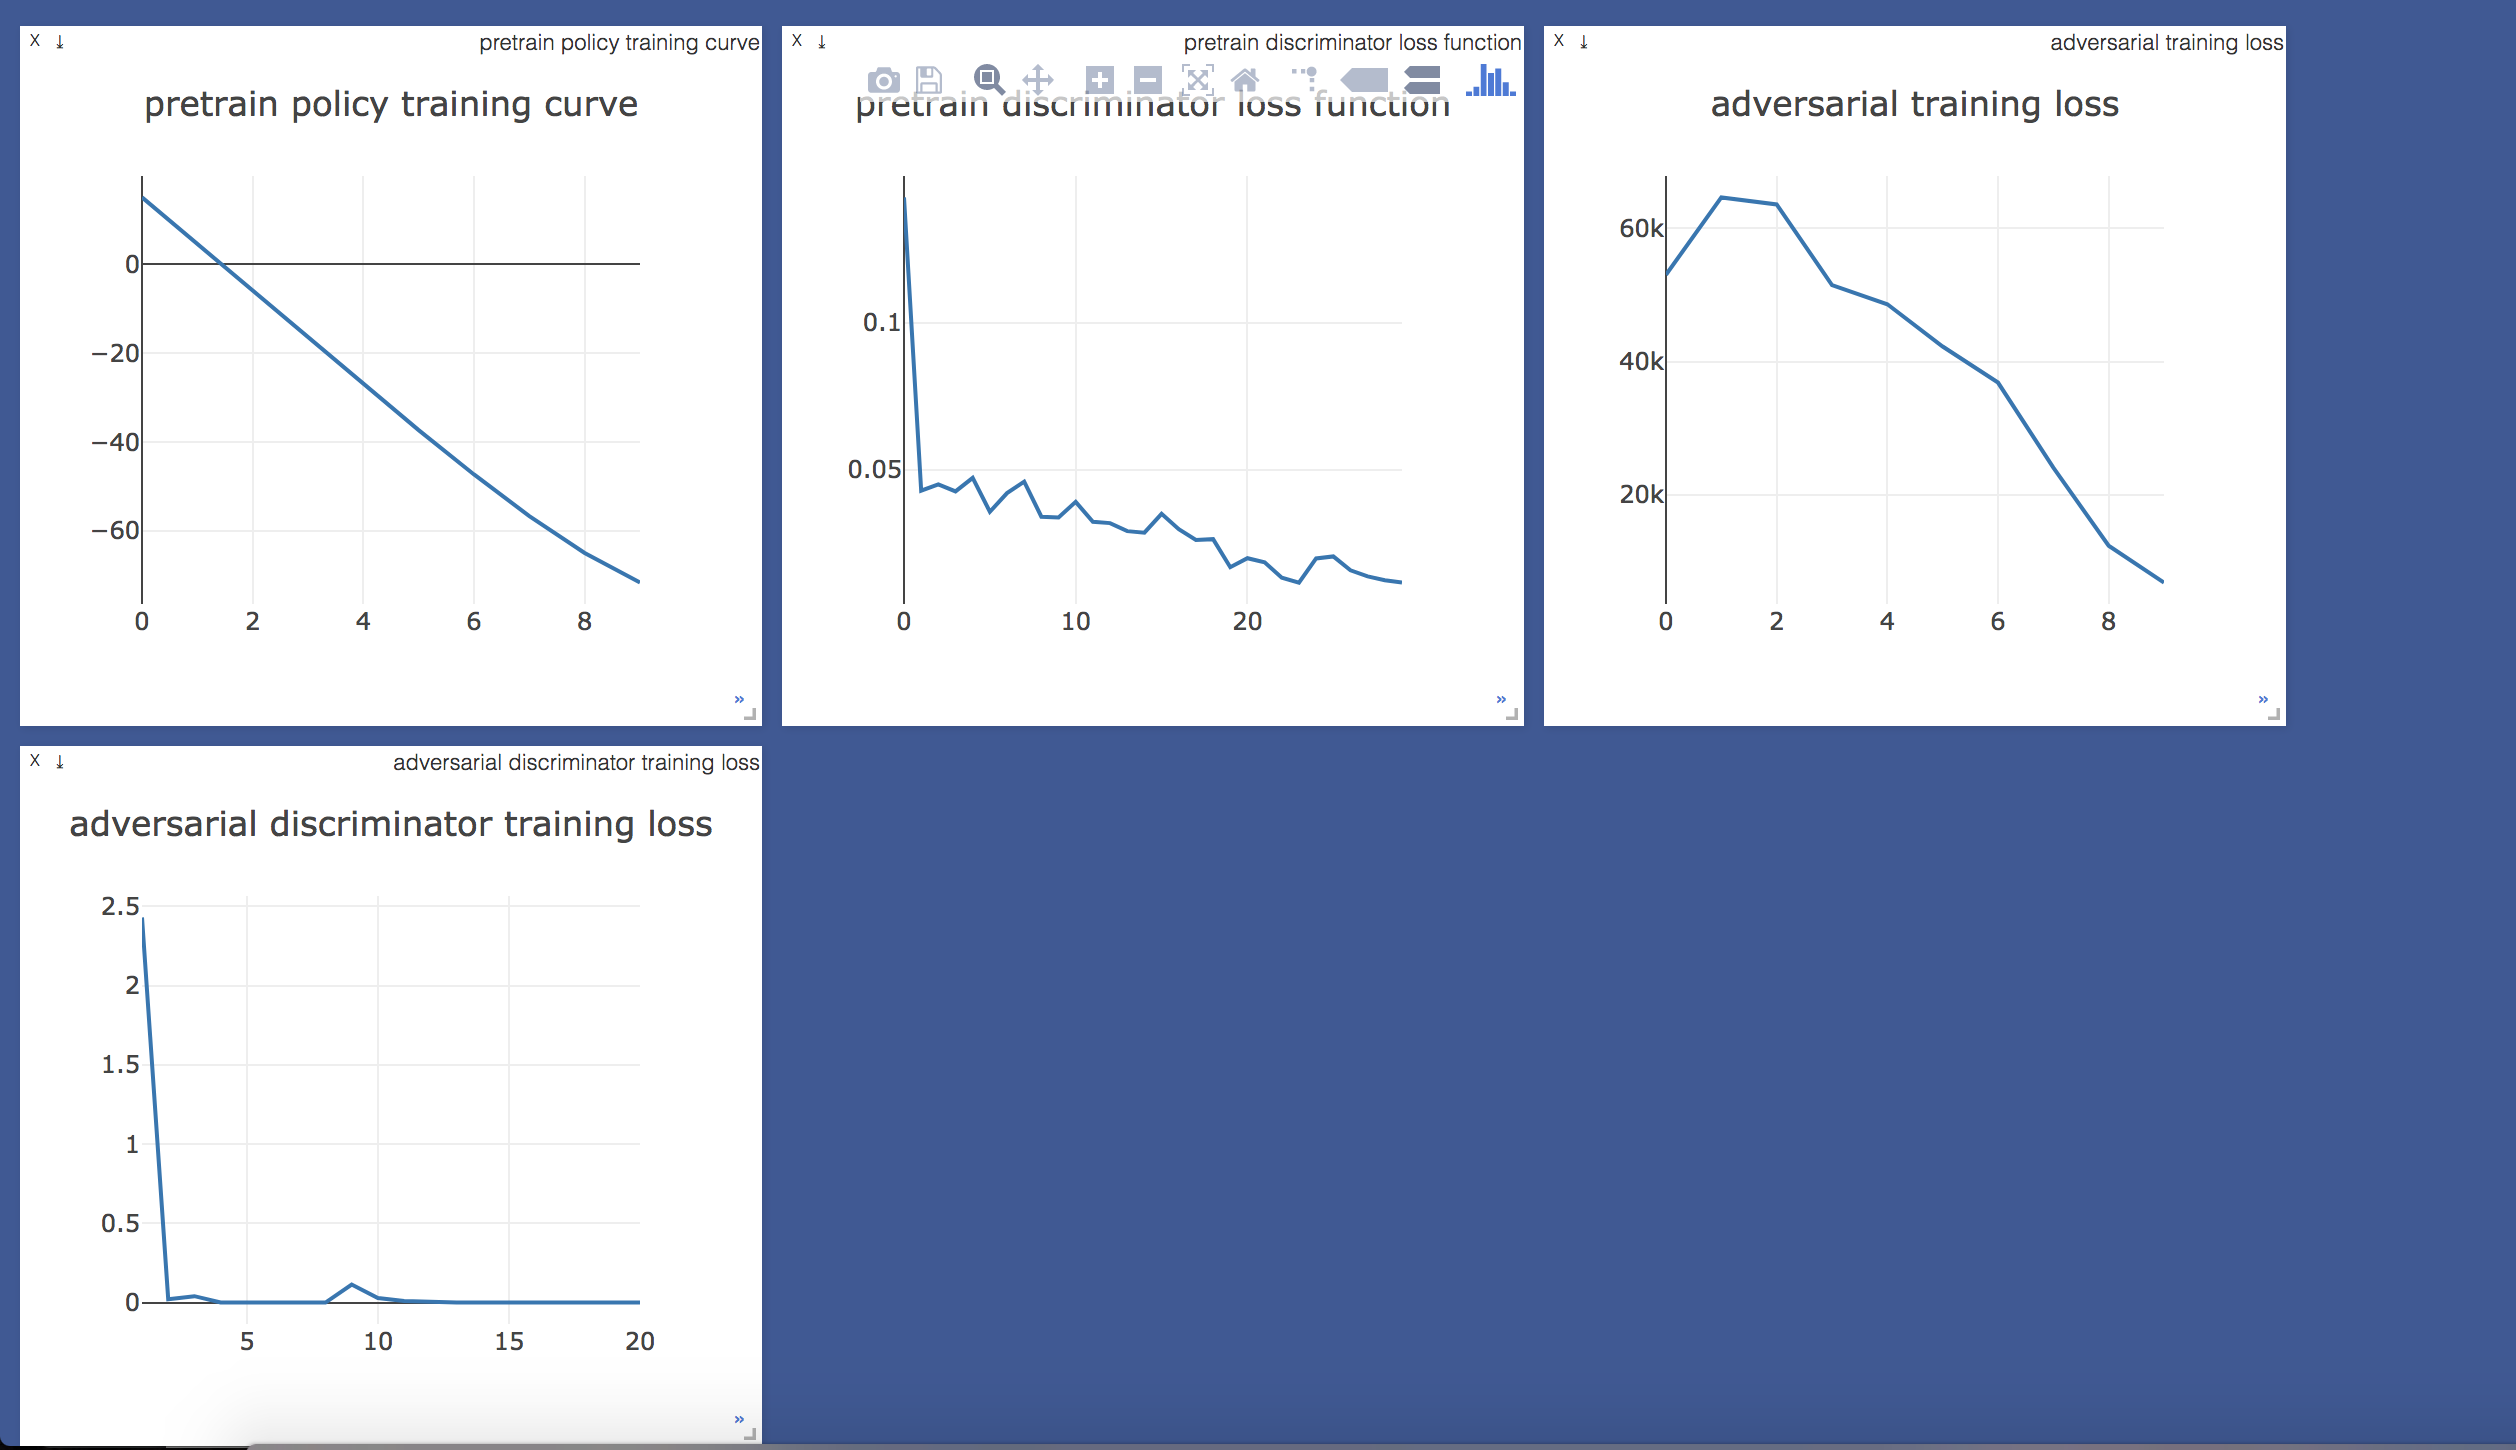 X ↓ pretrain policy training curve
pretrain policy training curve
0
−20
−40
−60
0 2 4 6 8
»
X ↓ pretrain discriminator loss function
pretrain discriminator loss function
0.1
0.05
0 10 20
»
X ↓ adversarial training loss
adversarial training loss
60k
40k
20k
0 2 4 6 8
»
X ↓ adversarial discriminator training loss
adversarial discriminator training loss
2.5
2
1.5
1
0.5
0
5 10 15 20
»